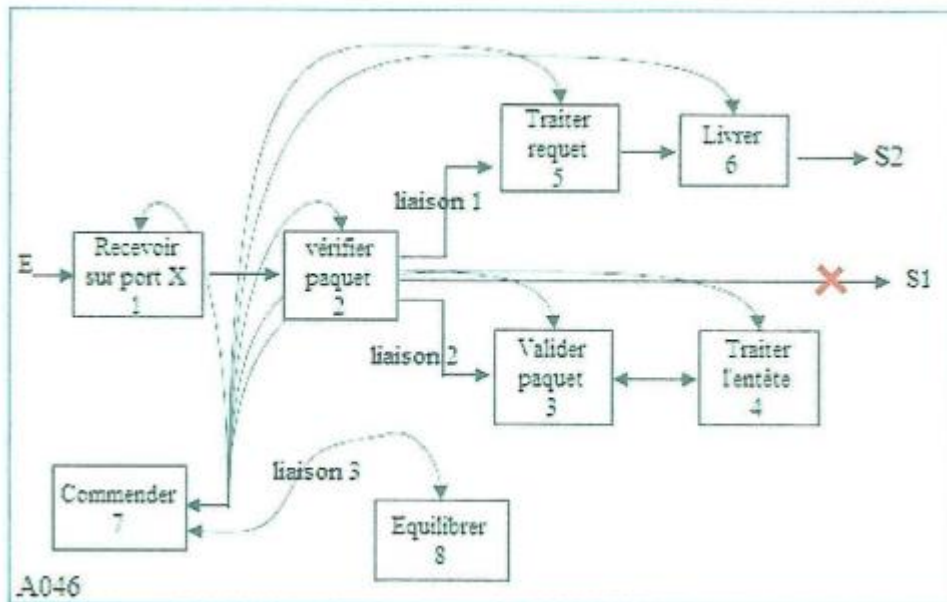 Traiter
requet
5
Livrer
6
S2
liaison 1
E
Recevoir
sur port X
1
vérifier
paquet
2
S1
liaison 2
Valider
paquet
3
Traiter
l'entête
4
Commender
7
liaison 3
Equilibrer
8
A046